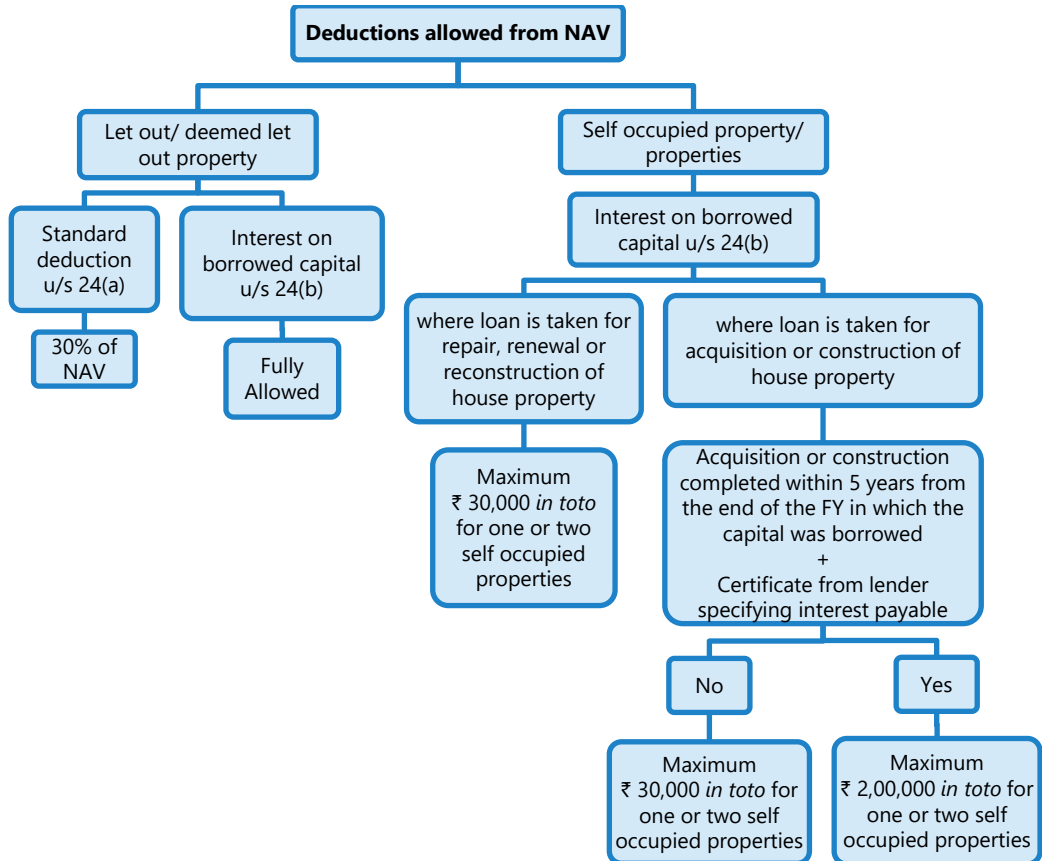 Deductions allowed from NAV
Let out/ deemed let
out property
Self occupied property/
properties
Standard
deduction
u/s 24(a)
Interest on
borrowed capital
u/s 24(b)
Interest on borrowed
capital u/s 24(b)
30% of
NAV
Fully
Allowed
where loan is taken for
repair, renewal or
reconstruction of
house property
where loan is taken for
acquisition or construction of
house property
Maximum
₹ 30,000 in toto
for one or two
self occupied
properties
Acquisition or construction
completed within 5 years from
the end of the FY in which the
capital was borrowed
+
Certificate from lender
specifying interest payable
No
Yes
Maximum
₹ 30,000 in toto for
one or two self
occupied properties
Maximum
₹ 2,00,000 in toto for
one or two self
occupied properties